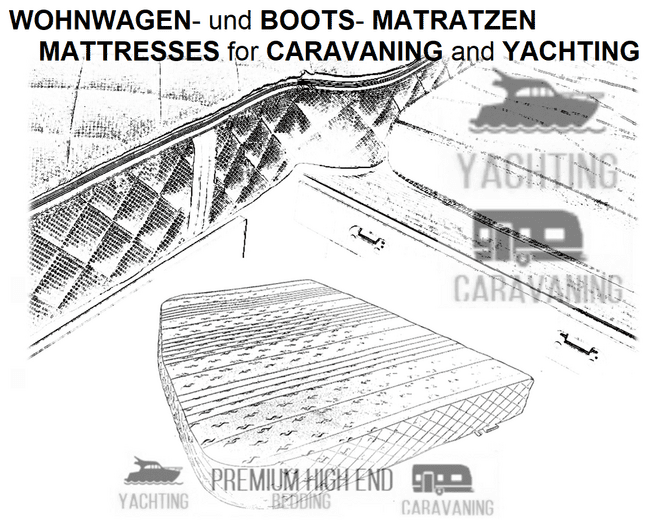 WOHNWAGEN- und BOOTS- MATRATZEN
MATTRESSES for CARAVANING and YACHTING
YACHTING
CARAVANING
PREMIUM HIGH END
BEDDING
YACHTING
CARAVANING